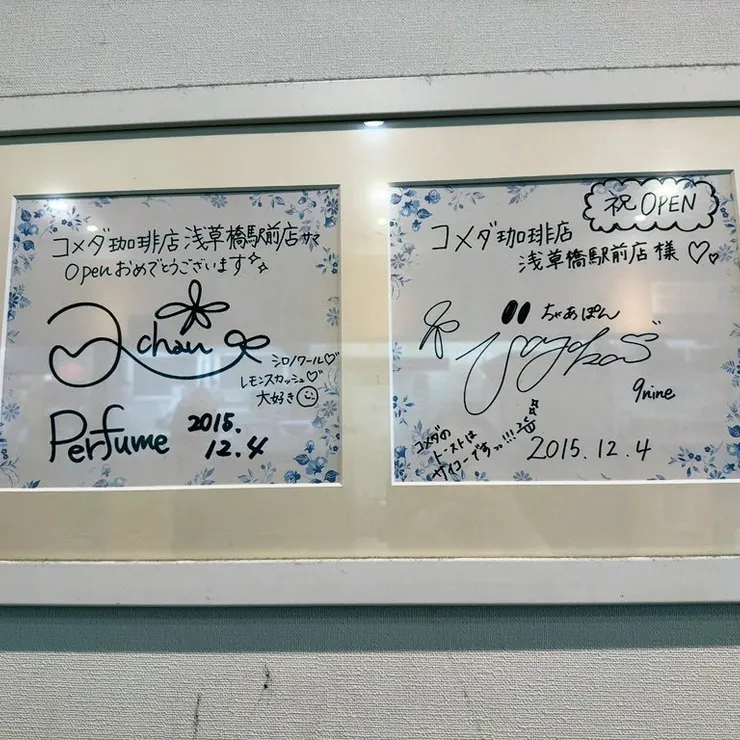 コメダ珈琲店 浅草橋駅前店サマ
Openおめでとうございます
chan
シロノワール♡
レモンスカッシュ♡
大好き
Perfume
2015.
12.4
祝 OPEN
コメダ珈琲店
浅草橋駅前店様♡
ちゃあぽん
9nine
コメダの
トーストは
サイコーですっ!!!
2015.12.4